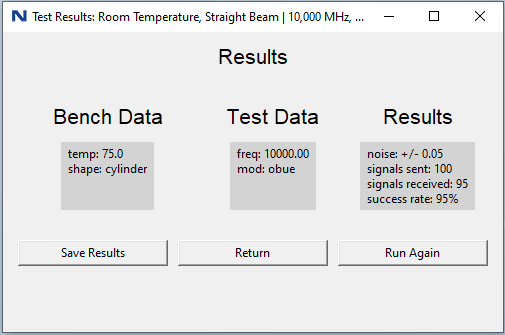 Test Results: Room Temperature, Straight Beam | 10,000 MHz, ...
Results
Bench Data
temp: 75.0
shape: cylinder
Test Data
freq: 10000.00
mod: obue
Results
noise: +/- 0.05
signals sent: 100
signals received: 95
success rate: 95%
Save Results
Return
Run Again